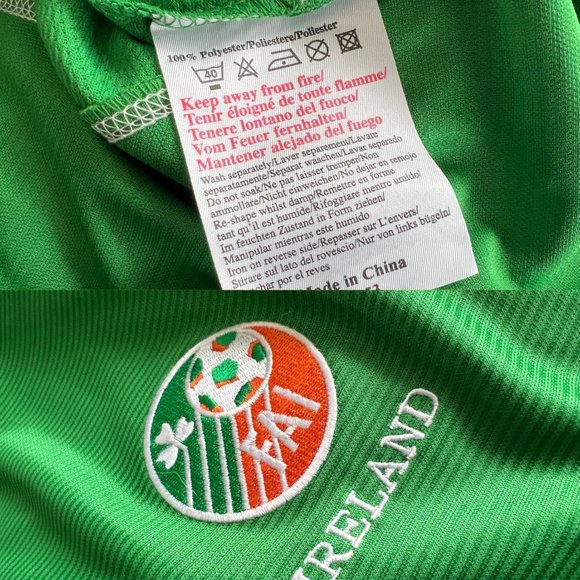 100% Polyester/Poliestere/Poliester
40
Keep away from fire/
Tenir éloigné de toute flamme/
Tenere lontano del fuoco/
Vom Feuer fernhalten/
Mantener alejado del fuego
Wash separately/Laver separement/Lavare
separatamente/Separat waschen/Lavar separado
Do not soak/Ne pas laisser tremper/Non
ammollare/Nicht einweichen/No dejar en remojo
Re-shape whilst damp/Remettre en forme
tant qu'il est humide/Rifoggiare mentre umido/
Im feuchten Zustand in Form ziehen/
Manipular mientras este humido
Iron on reverse side/Repasser sur L'envers/
Stirare sul lato del rovescio/Nur von links bügeln/
por el reves
Made in China
FAI
IRELAND